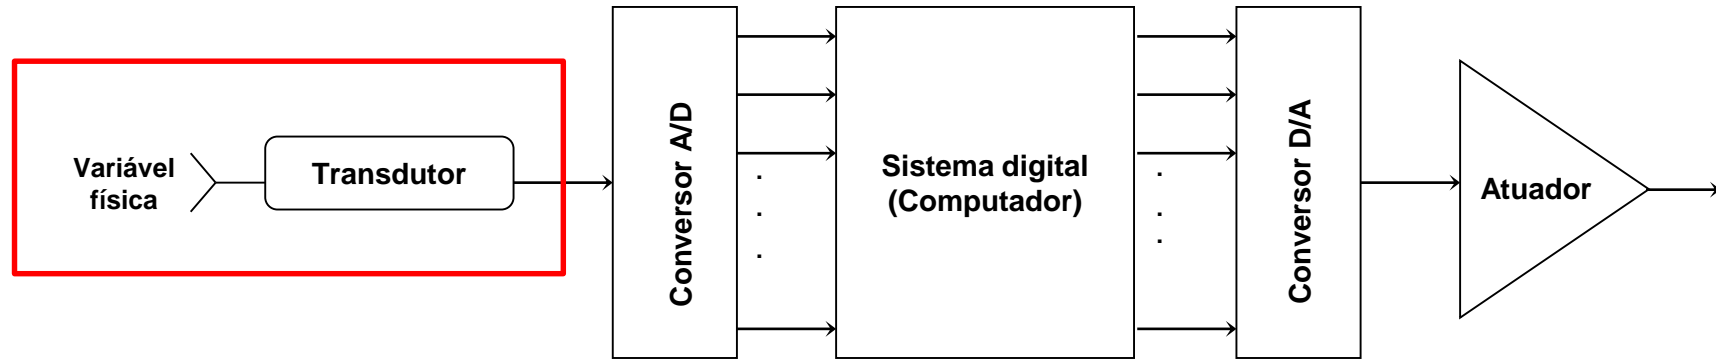 Variável
física
Transdutor
Conversor A/D
Sistema digital
(Computador)
Conversor D/A
Atuador